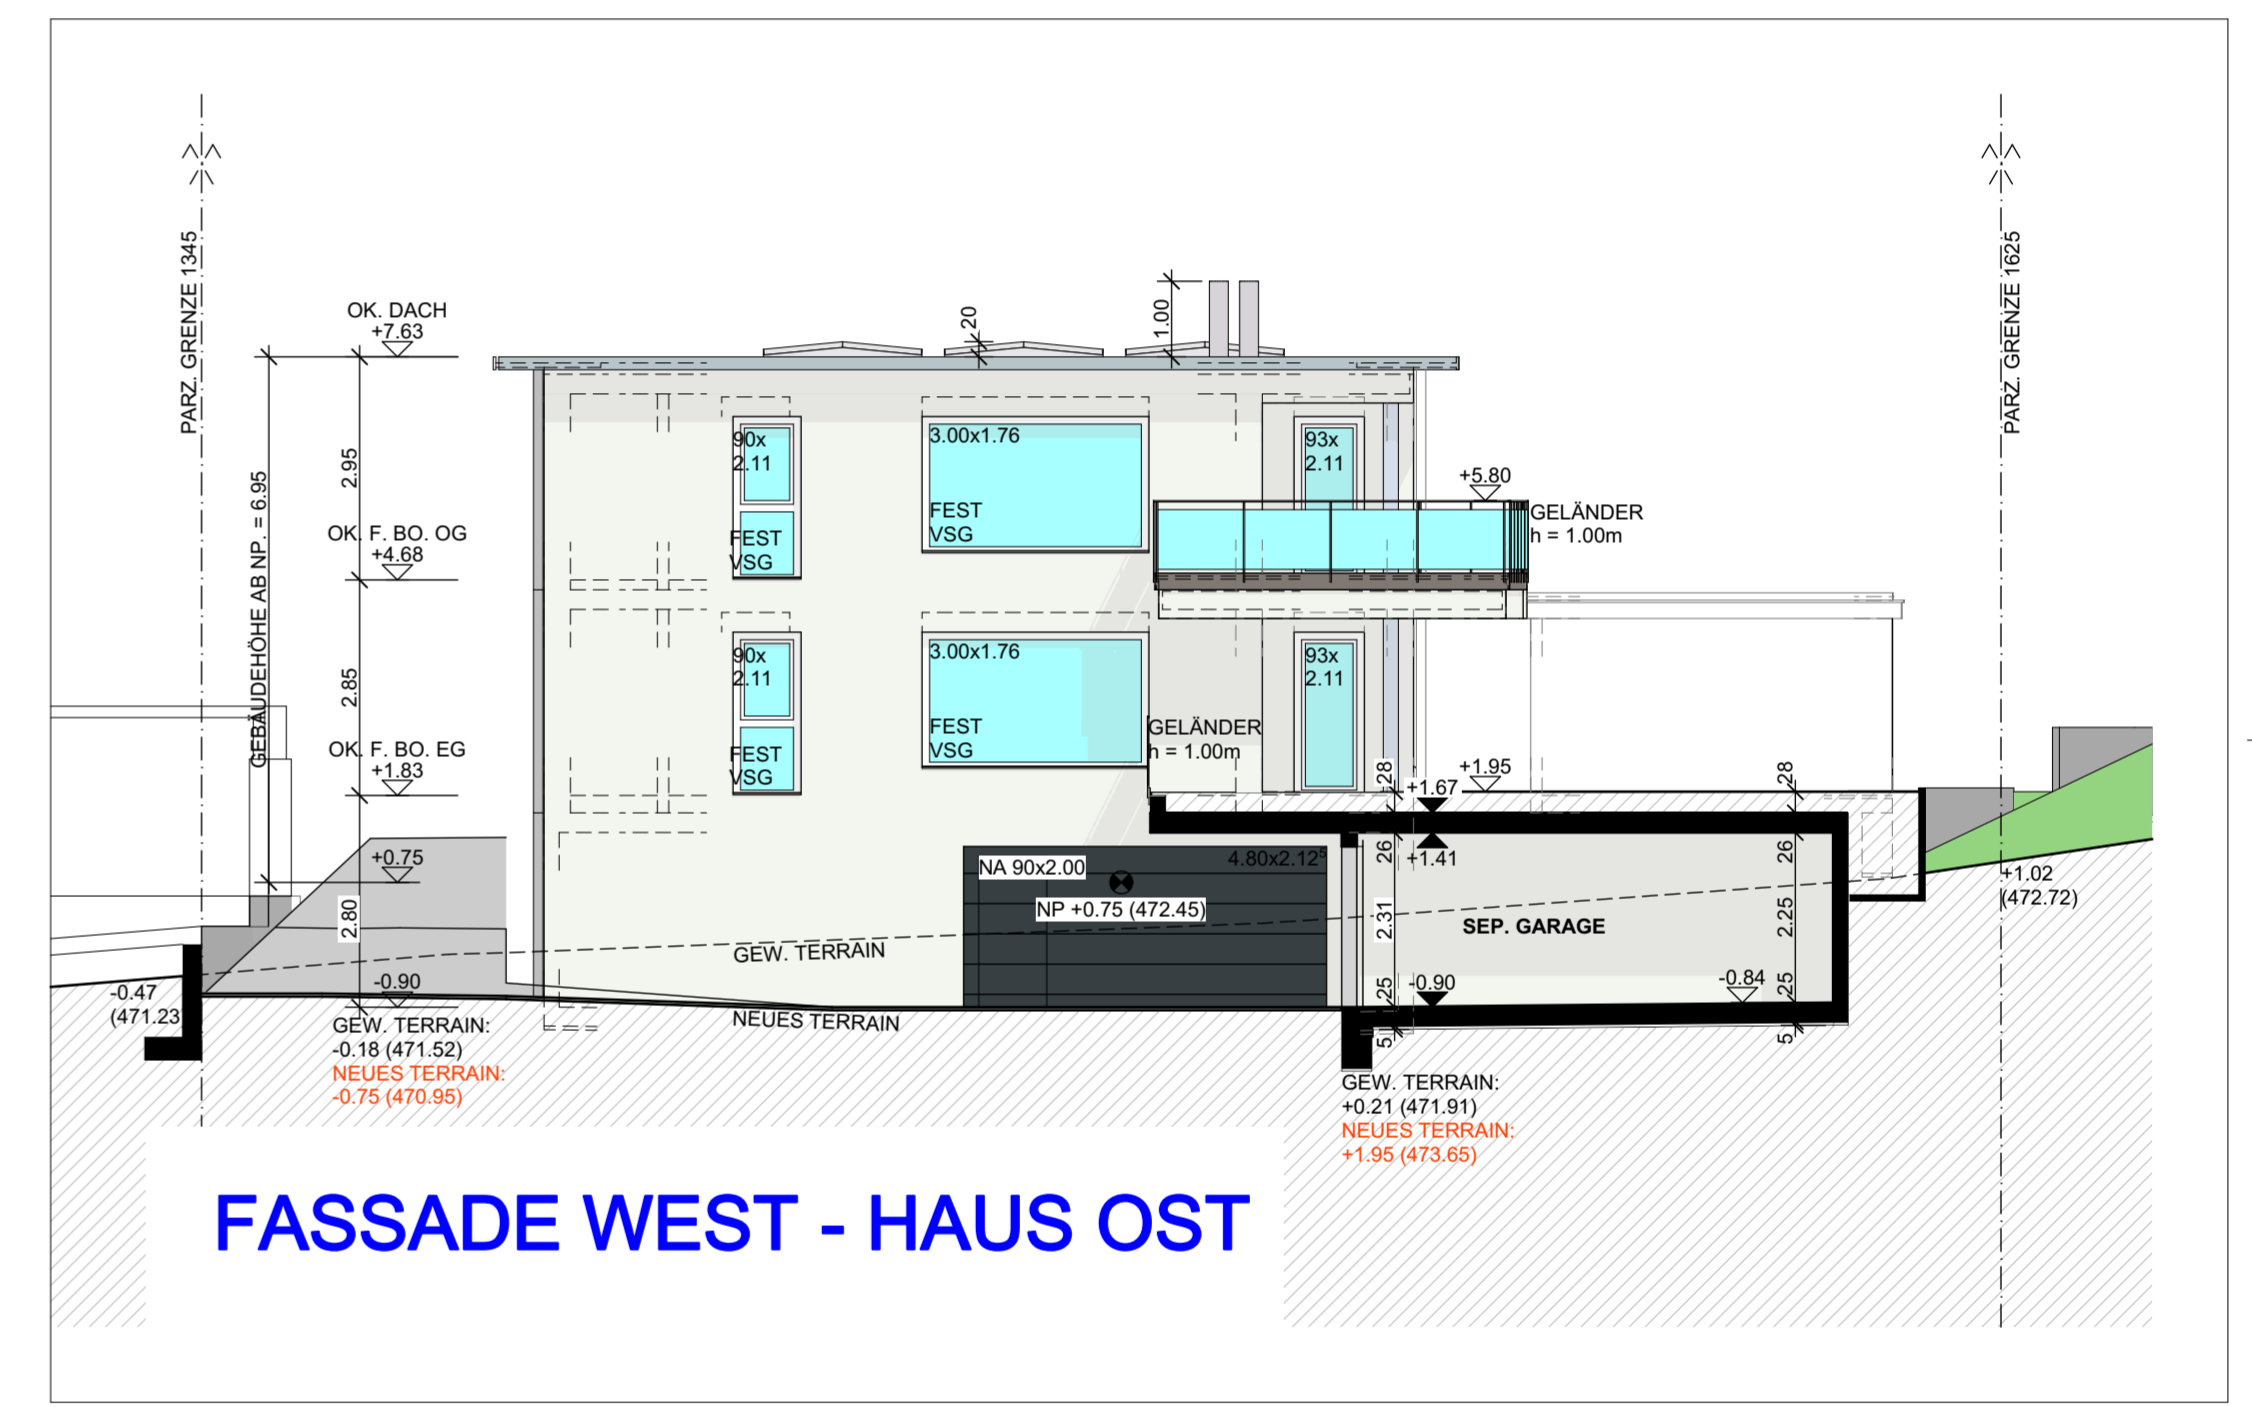 PARZ. GRENZE 1345
PARZ. GRENZE 1625
OK. DACH
+7.63
20
1.00
2.95
GEBÄUDEHÖHE AB NP. = 6.95
90x
2.11
FEST
VSG
3.00x1.76
FEST
VSG
93x
2.11
+5.80
GELÄNDER
h = 1.00m
OK. F. BO. OG
+4.68
2.85
90x
2.11
FEST
VSG
3.00x1.76
FEST
VSG
93x
2.11
GELÄNDER
h = 1.00m
OK. F. BO. EG
+1.83
28
+1.67
+1.95
28
+0.75
NA 90x2.00
4.80x2.12⁵
26
+1.41
26
NP +0.75 (472.45)
+1.02
(472.72)
2.80
2.31
SEP. GARAGE
2.25
GEW. TERRAIN
-0.90
25
-0.90
-0.84
25
-0.47
(471.23
NEUES TERRAIN
5
5
GEW. TERRAIN:
-0.18 (471.52)
NEUES TERRAIN:
-0.75 (470.95)
GEW. TERRAIN:
+0.21 (471.91)
NEUES TERRAIN:
+1.95 (473.65)
FASSADE WEST - HAUS OST